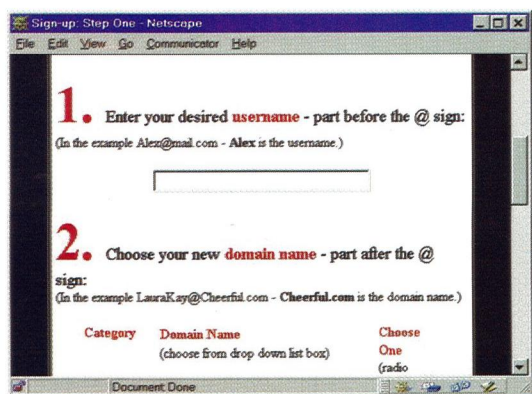 Sign-up: Step One - Netscape
File Edit View Go Communicator Help
1. Enter your desired username - part before the @ sign:
(In the example Alex@mail.com - Alex is the username.)
2. Choose your new domain name - part after the @
sign:
(In the example LauraKay@Cheerful.com - Cheerful.com is the domain name.)
Category Domain Name Choose
(choose from drop down list box) One
(radio
Document Done